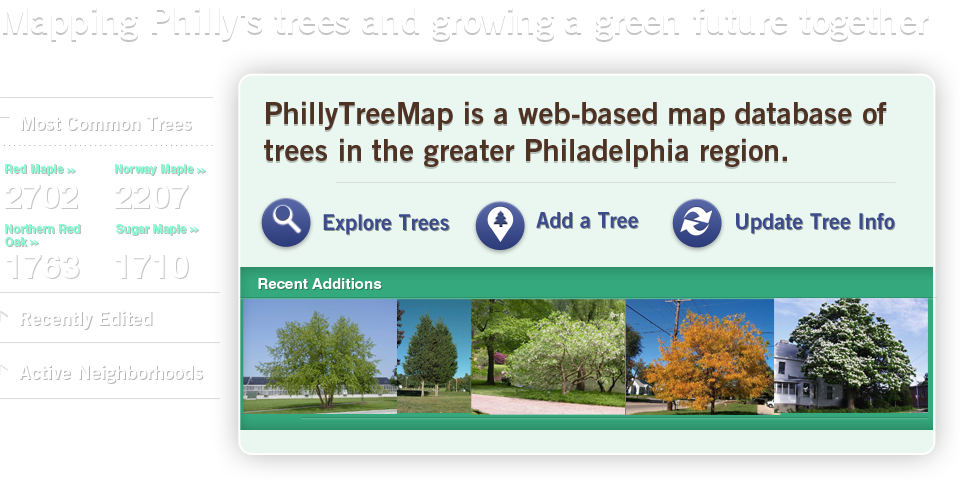 Mapping Philly's trees and growing a green future together
Most Common Trees
Red Maple »
Norway Maple »
2702
2207
Northern Red
Oak »
Sugar Maple »
1763
1710
Recently Edited
Active Neighborhoods
PhillyTreeMap is a web-based map database of
trees in the greater Philadelphia region.
Explore Trees
Add a Tree
Update Tree Info
Recent Additions